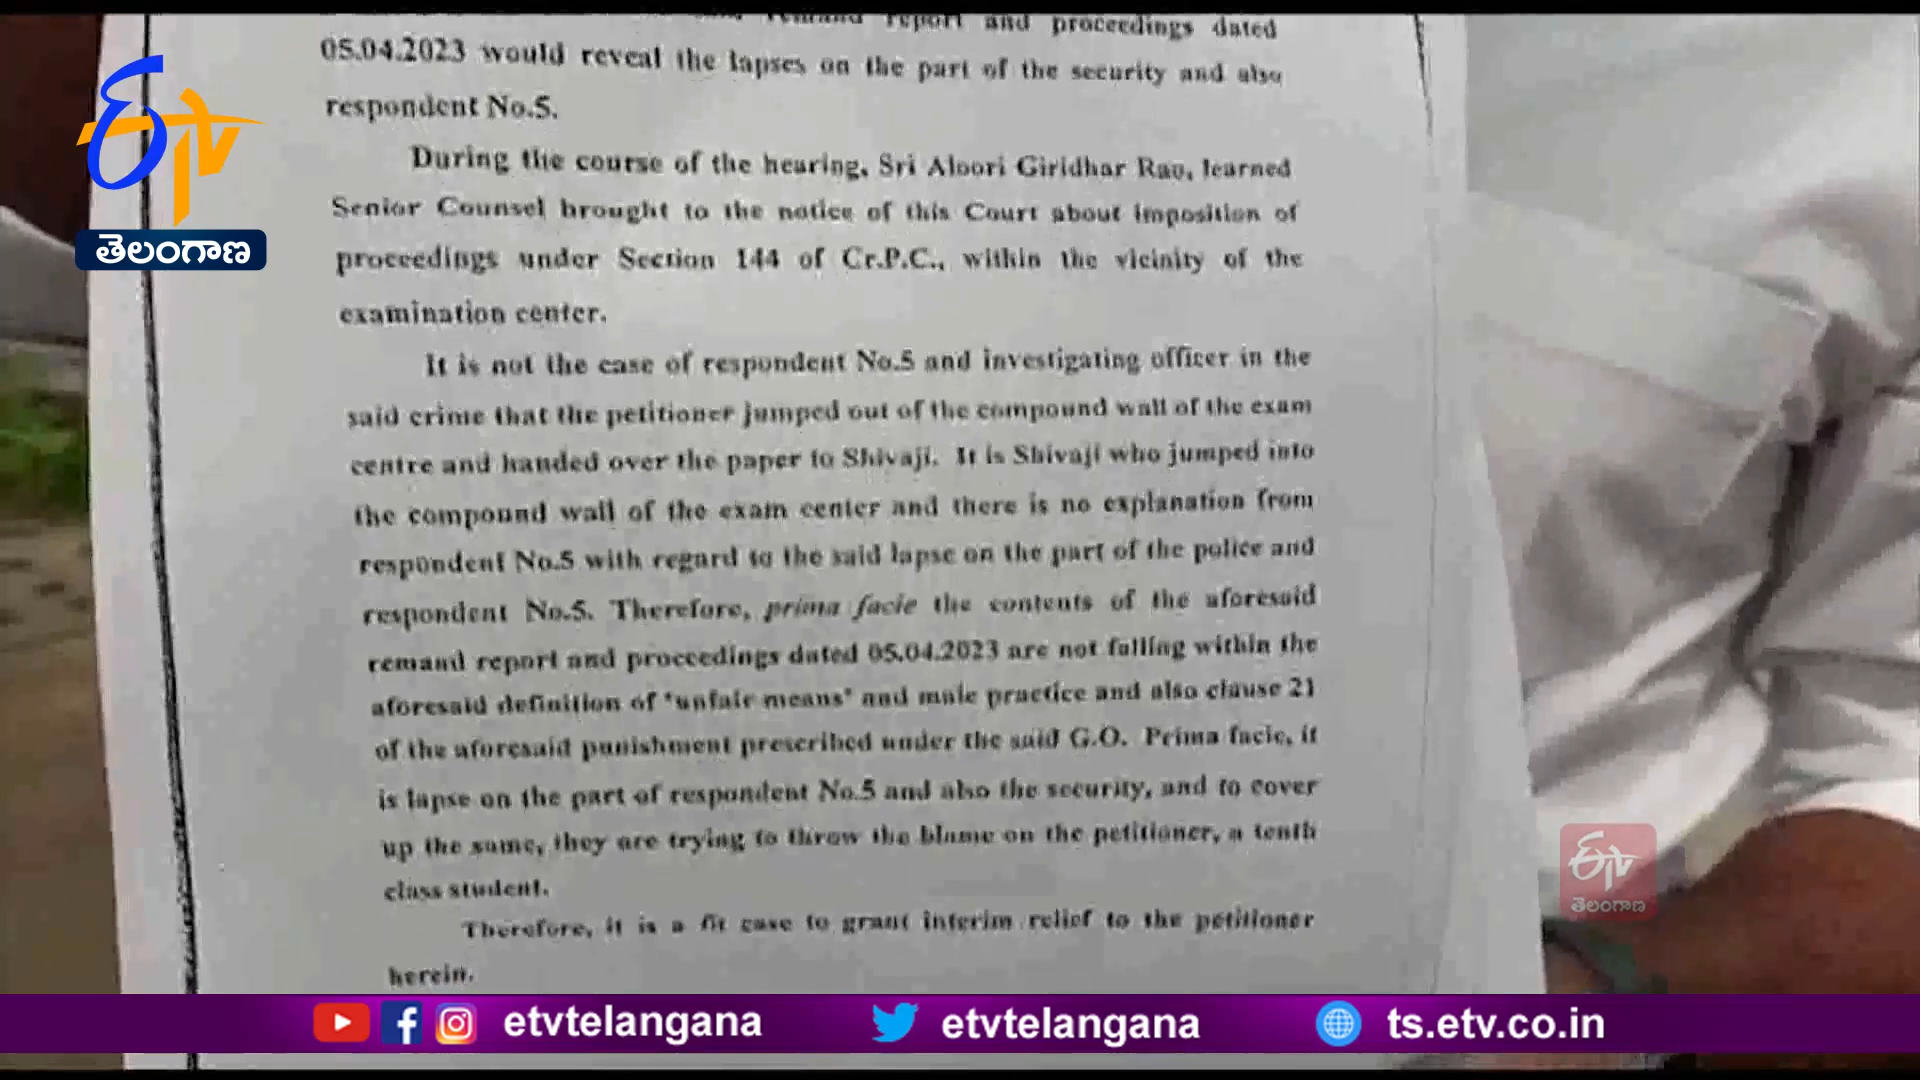 remand report and proceedings dated
05.04.2023 would reveal the lapses on the part of the security and also
respondent No.5.
During the course of the hearing, Sri Aloori Giridhar Rao, learned
Senior Counsel brought to the notice of this Court about imposition of
proceedings under Section 144 of Cr.P.C., within the vicinity of the
examination center.
It is not the case of respondent No.5 and investigating officer in the
said crime that the petitioner jumped out of the compound wall of the exam
centre and handed over the paper to Shivaji. It is Shivaji who jumped into
the compound wall of the exam center and there is no explanation from
respondent No.5 with regard to the said lapse on the part of the police and
respondent No.5. Therefore, prima facie the contents of the aforesaid
remand report and proceedings dated 05.04.2023 are not falling within the
aforesaid definition of 'unfair means' and male practice and also clause 21
of the aforesaid punishment prescribed under the said G.O. Prima facie, it
is lapse on the part of respondent No.5 and also the security, and to cover
up the same, they are trying to throw the blame on the petitioner, a tenth
class student.
Therefore, it is a fit case to grant interim relief to the petitioner
herein.
ETV
తెలంగాణ
ETV
తెలంగాణ
etvtelangana
etvtelangana
ts.etv.co.in